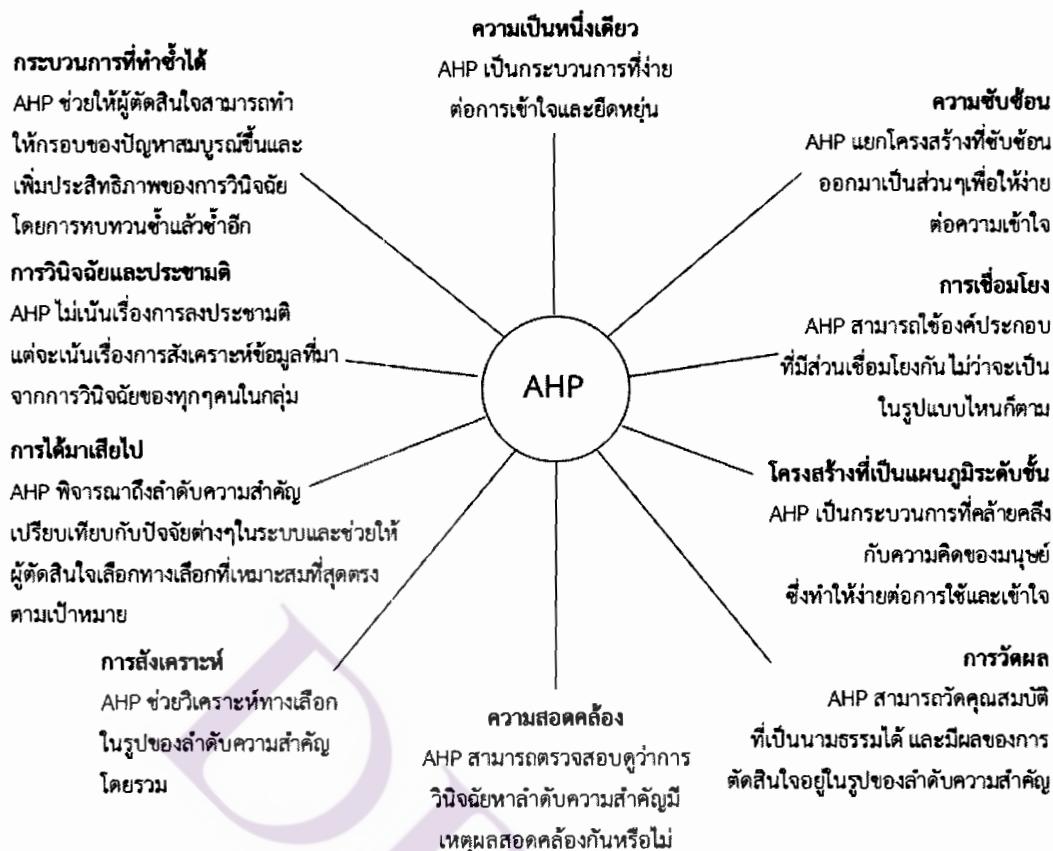 ความเป็นหนึ่งเดียว
AHP เป็นกระบวนการที่ง่าย
ต่อการเข้าใจและยืดหยุ่น
กระบวนการที่ทำซ้ำได้
AHP ช่วยให้ผู้ตัดสินใจสามารถทำ
ให้กรอบของปัญหาสมบูรณ์ขึ้นและ
เพิ่มประสิทธิภาพของการวินิจฉัย
โดยการทบทวนซ้ำแล้วซ้ำอีก
ความซับซ้อน
AHP แยกโครงสร้างที่ซับซ้อน
ออกมาเป็นส่วนๆเพื่อให้ง่าย
ต่อความเข้าใจ
การวินิจฉัยและประชามติ
AHP ไม่เน้นเรื่องการลงประชามติ
แต่จะเน้นเรื่องการสังเคราะห์ข้อมูลที่มา
จากการวินิจฉัยของทุกๆคนในกลุ่ม
การเชื่อมโยง
AHP สามารถใช้องค์ประกอบ
ที่มีส่วนเชื่อมโยงกันไม่ว่าจะเป็น
ในรูปแบบไหนก็ตาม
AHP
การได้มาเสียไป
AHP พิจารณาถึงลำดับความสำคัญ
เปรียบเทียบกับปัจจัยต่างๆในระบบและช่วยให้
ผู้ตัดสินใจเลือกทางเลือกที่เหมาะสมที่สุดตรง
ตามเป้าหมาย
โครงสร้างที่เป็นแผนภูมิระดับชั้น
AHP เป็นกระบวนการที่คล้ายคลึง
กับความคิดของมนุษย์
ซึ่งทำให้ง่ายต่อการใช้และเข้าใจ
การสังเคราะห์
AHP ช่วยวิเคราะห์ทางเลือก
ในรูปของลำดับความสำคัญ
โดยรวม
ความสอดคล้อง
AHP สามารถตรวจสอบดูว่าการ
วินิจฉัยหาลำดับความสำคัญมี
เหตุผลสอดคล้องกันหรือไม่
การวัดผล
AHP สามารถวัดคุณสมบัติ
ที่เป็นนามธรรมได้ และมีผลของการ
ตัดสินใจอยู่ในรูปของลำดับความสำคัญ